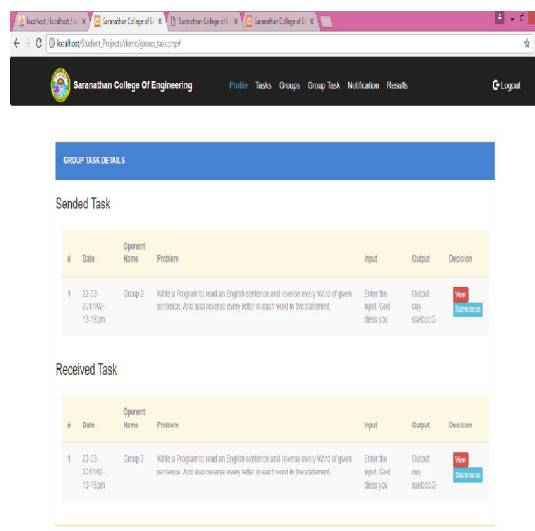 localhost / localhost / su
Saranathan College of En
Saranathan College of E
Saranathan College of En
localhost/Student_Projects/demo/group_task.php#
Saranathan College Of Engineering Profile Tasks Groups Group Task Notification Results Logout
GROUP TASK DETAILS
Sended Task
# Date Oponent Name Problem Input Output Decision
1 22-03- Group 2 Write a Program to read an English sentence and reverse every Word of given Enter the Output View
2017/02- sentence. And also reverse every letter in each word in the statement. input: God Submission
13-16pm bless you sselbdoG
Received Task
# Date Oponent Name Problem Input Output Decision
1 22-03- Group 2 Write a Program to read an English sentence and reverse every Word of given Enter the Output View
2017/02- sentence. And also reverse every letter in each word in the statement. input: God Submission
13-16pm bless you sselbdoG